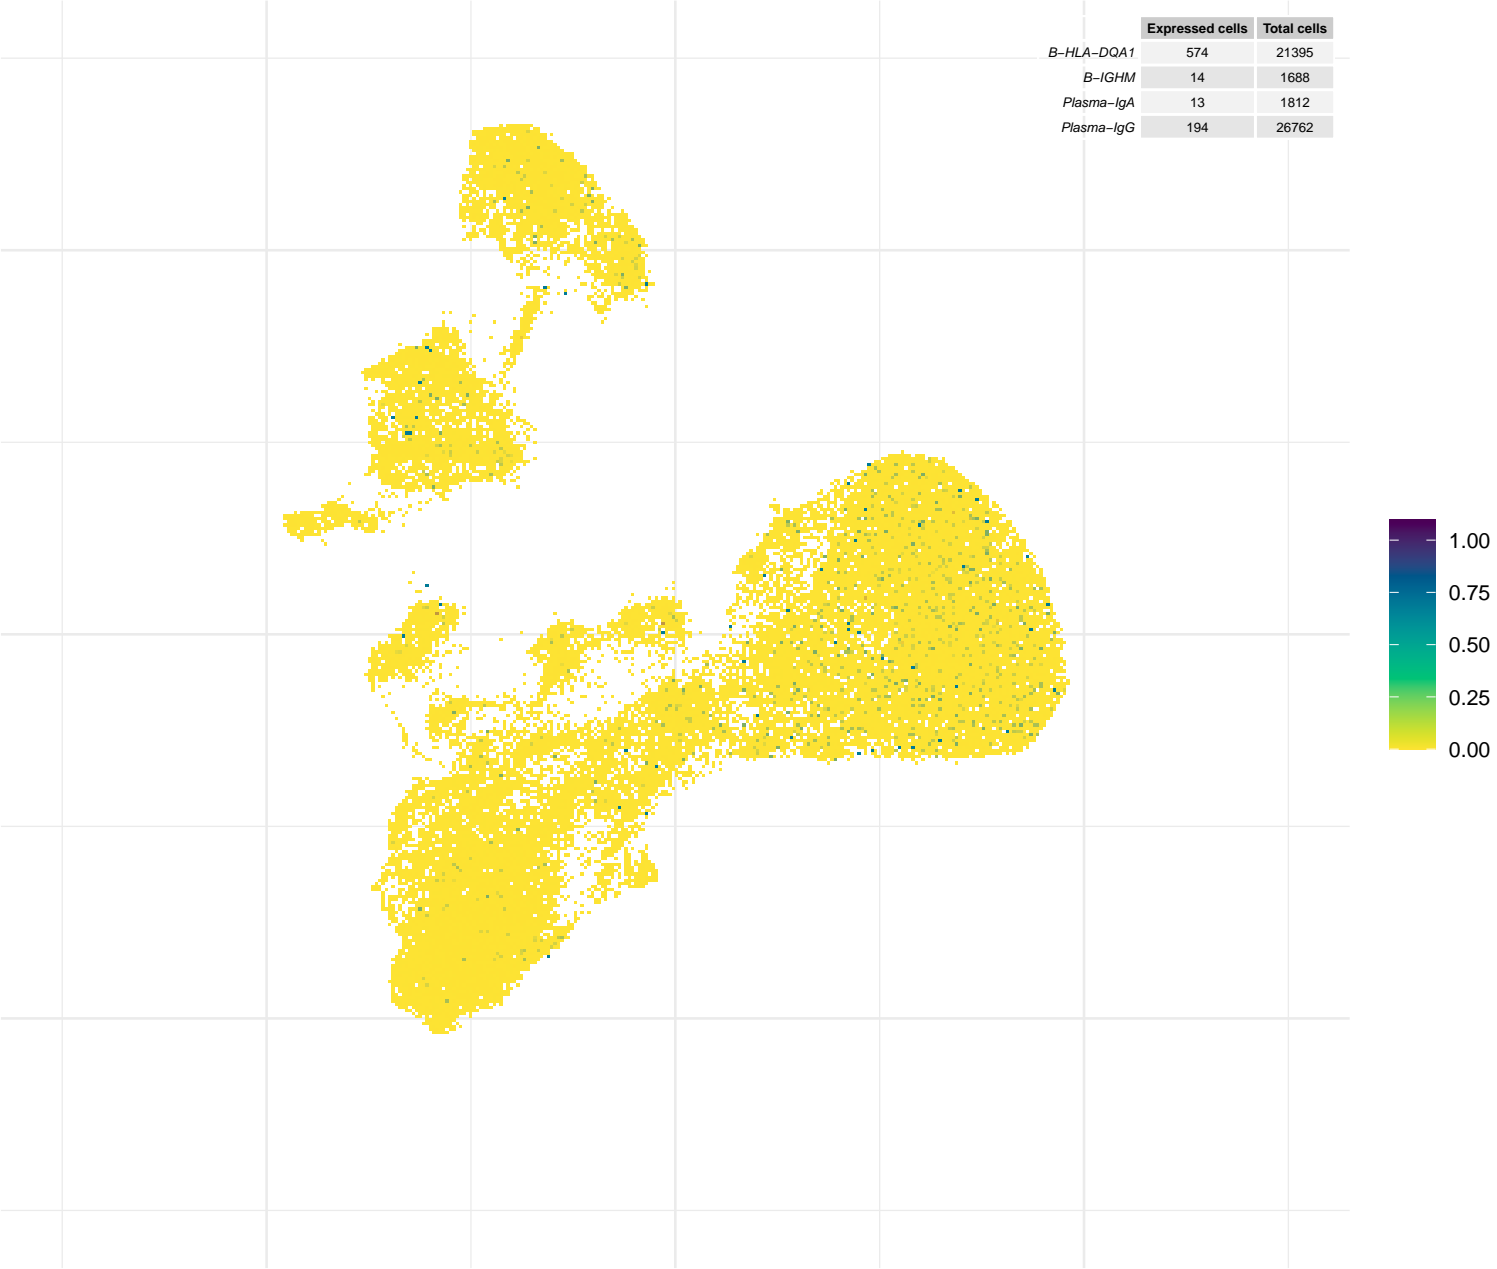 Expressed cells Total cells
B−HLA−DQA1 574 21395
B−IGHM 14 1688
Plasma−IgA 13 1812
Plasma−IgG 194 26762
1.00
0.75
0.50
0.25
0.00